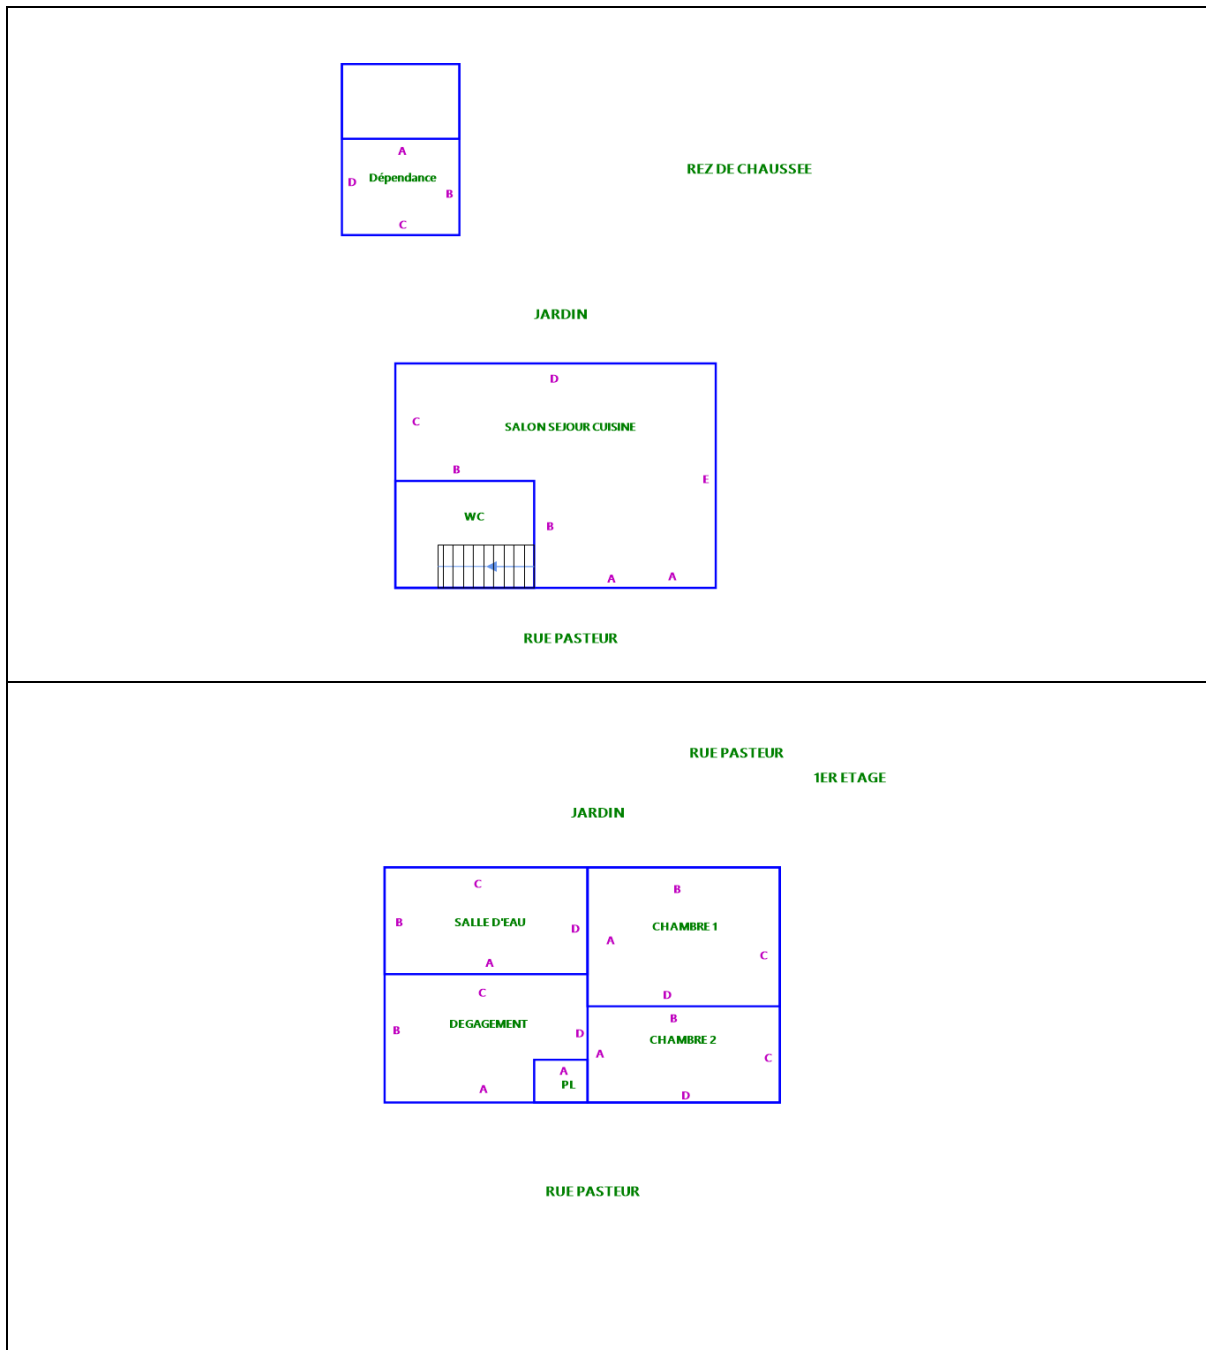 A
REZ DE CHAUSSEE
D Dépendance B
C
JARDIN
D
C SALON SEJOUR CUISINE
B
E
WC
B
A A
RUE PASTEUR
RUE PASTEUR
1ER ETAGE
JARDIN
C B
B SALLE D'EAU D CHAMBRE 1
A
C
A
C D
B
B DEGAGEMENT D CHAMBRE 2
A C
A
PL
A D
RUE PASTEUR